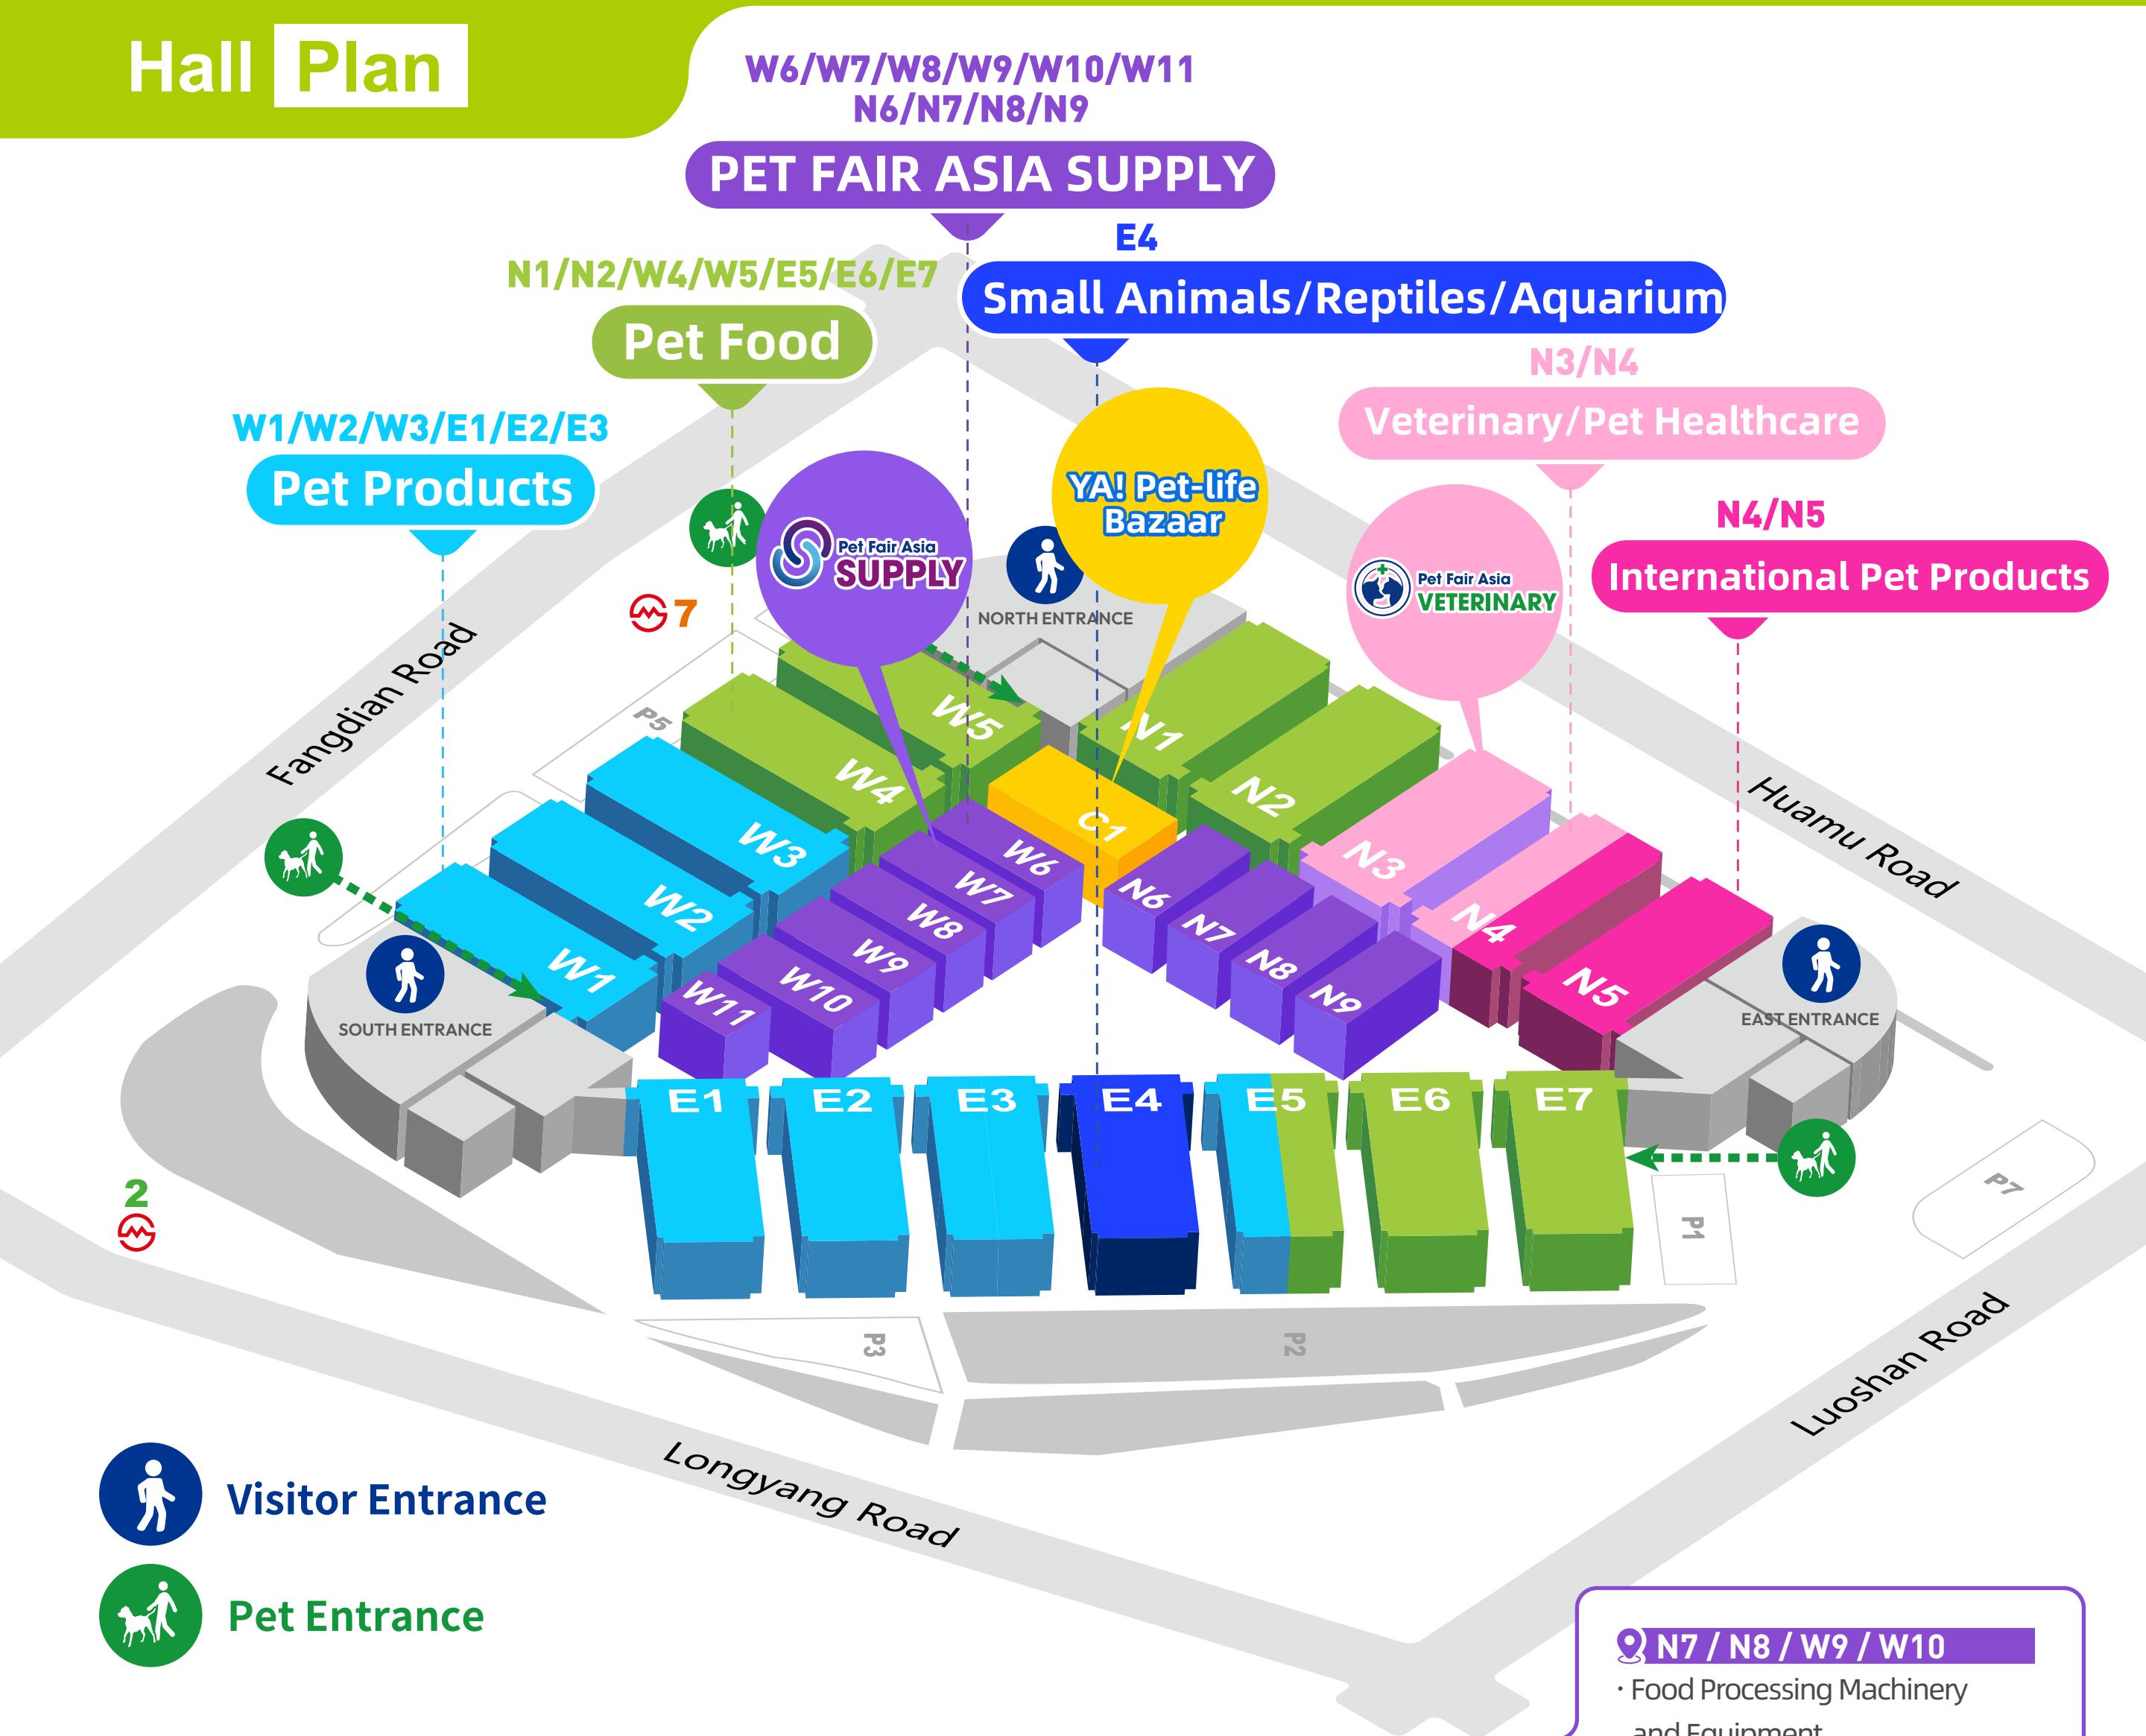 Hall Plan
W6/W7/W8/W9/W10/W11
N6/N7/N8/N9
PET FAIR ASIA SUPPLY
E4
Small Animals/Reptiles/Aquarium
N1/N2/W4/W5/E5/E6/E7
Pet Food
N3/N4
Veterinary/Pet Healthcare
W1/W2/W3/E1/E2/E3
Pet Products
N4/N5
International Pet Products
YA! Pet-life
Bazaar
Pet Fair Asia
SUPPLY
Pet Fair Asia
VETERINARY
7
NORTH ENTRANCE
Fangdian Road
Huamu Road
P5
W5
N1
W4
N2
C1
W3
W6
N3
W7
N6
W2
W8
N7
N4
W9
N8
W1
W10
N9
N5
W11
SOUTH ENTRANCE
EAST ENTRANCE
E1
E2
E3
E4
E5
E6
E7
2
P7
P1
P3
P2
Luoshan Road
Longyang Road
Visitor Entrance
Pet Entrance
N7 / N8 / W9 / W10
· Food Processing Machinery
and Equipment